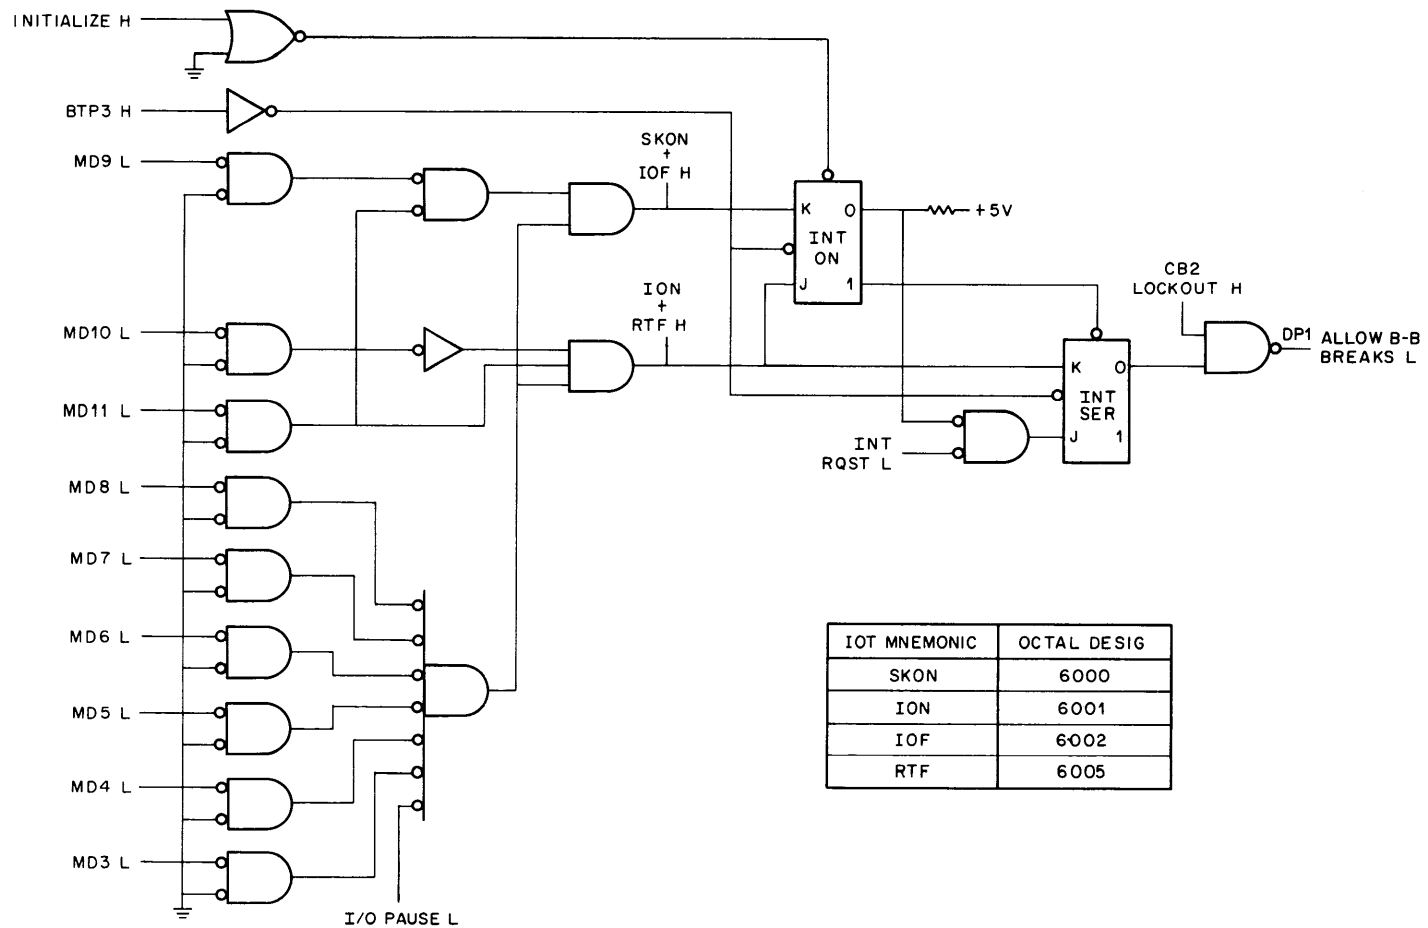 INITIALIZE H
BTP3 H
MD9 L
SKON
+
IOF H
K 0
INT
ON
J 1
+5V
MD10 L
ION
+
RTF H
MD11 L
CB2
LOCKOUT H
DP1 ALLOW B-B
BREAKS L
K 0
INT
SER
J 1
INT
RQST L
MD8 L
MD7 L
MD6 L
MD5 L
MD4 L
MD3 L
I/O PAUSE L
IOT MNEMONIC OCTAL DESIG
SKON 6000
ION 6001
IOF 6002
RTF 6005